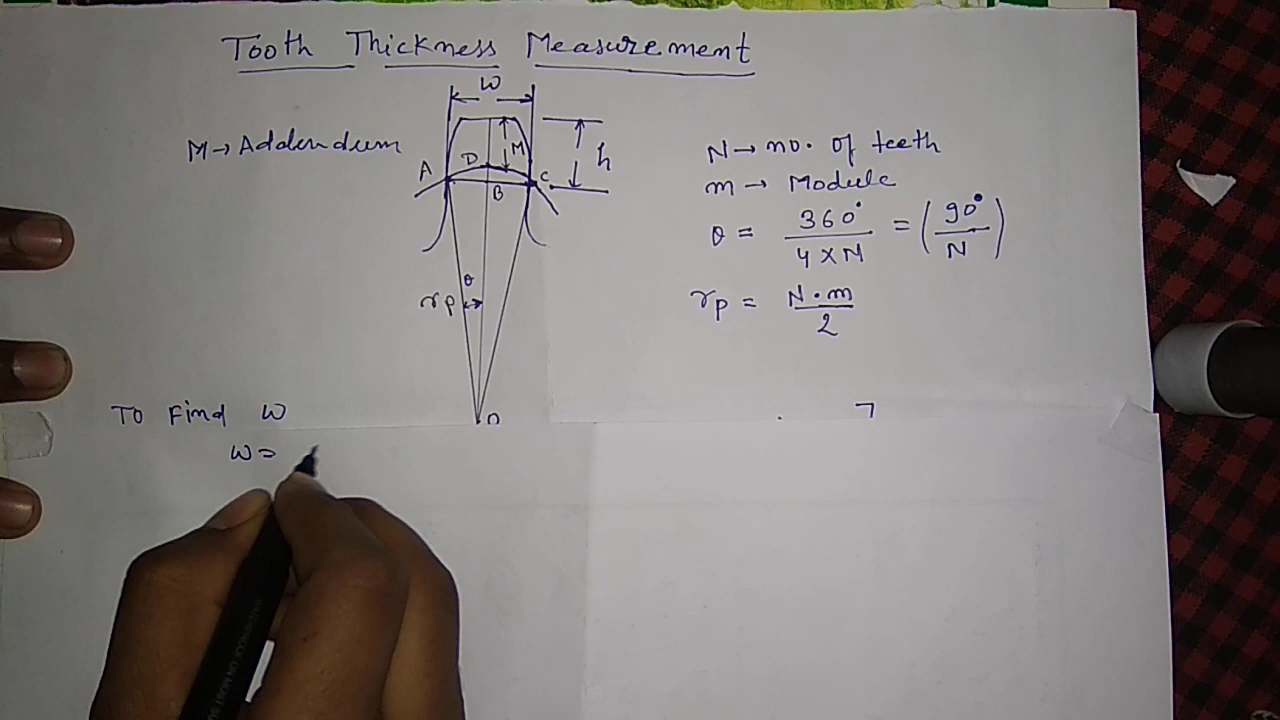 Tooth Thickness Measurement
W
M → Addendum
A
D
M
C
B
h
N → no. of teeth
m → Module
θ = 360° / 4 × N = (90° / N)
θ
rp
rp = N·m / 2
O
To Find W
W =